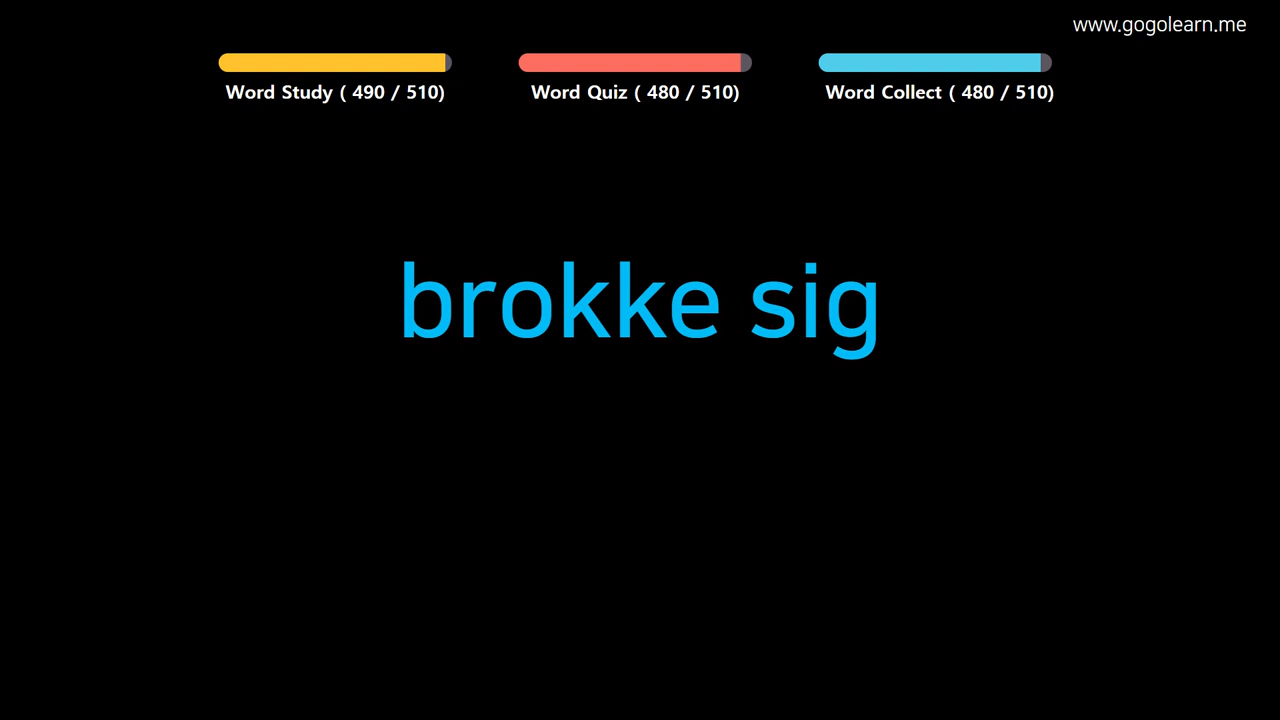 www.gogolearn.me
Word Study ( 490 / 510)
Word Quiz ( 480 / 510)
Word Collect ( 480 / 510)
brokke sig